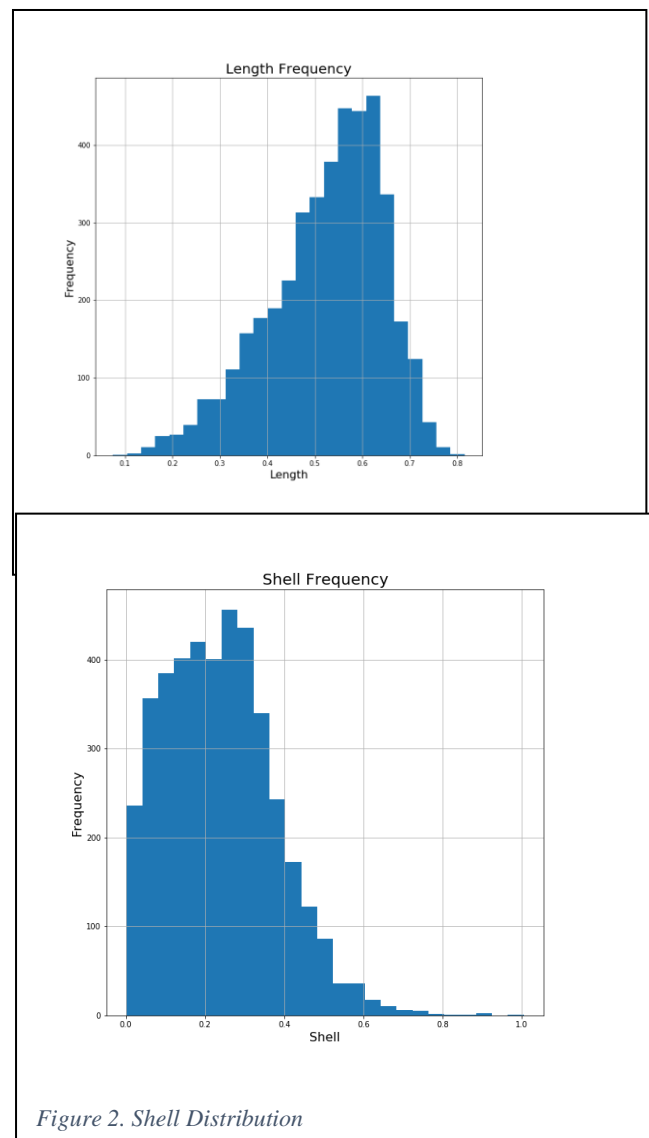 Length Frequency
400
300
200
100
0
Frequency
0.1 0.2 0.3 0.4 0.5 0.6 0.7 0.8
Length
Shell Frequency
400
300
200
100
0
Frequency
0.0 0.2 0.4 0.6 0.8 1.0
Shell
Figure 2. Shell Distribution